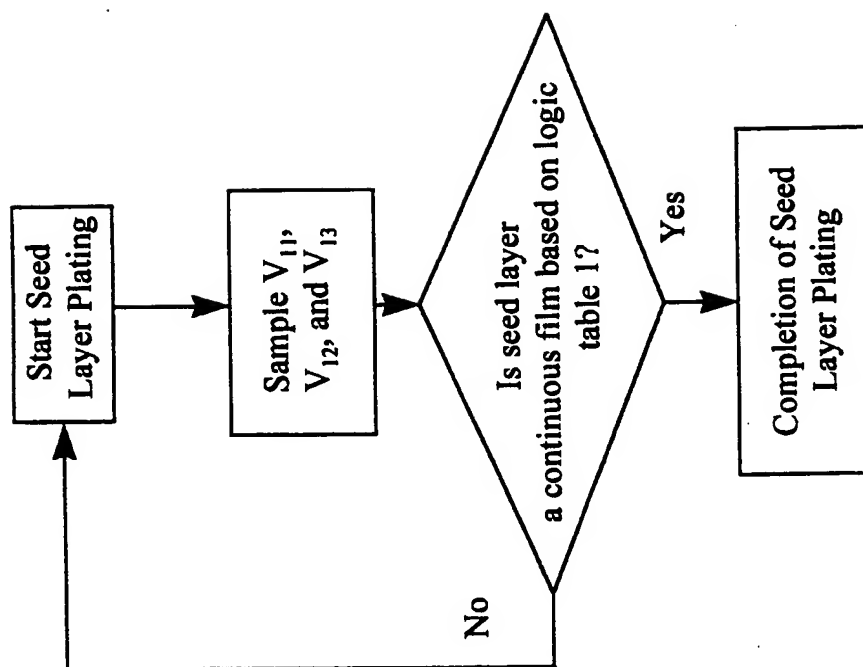 Start Seed
Layer Plating
Sample V₁₁,
V₁₂, and V₁₃
Is seed layer
a continuous film based on logic
table 1?
No
Yes
Completion of Seed
Layer Plating